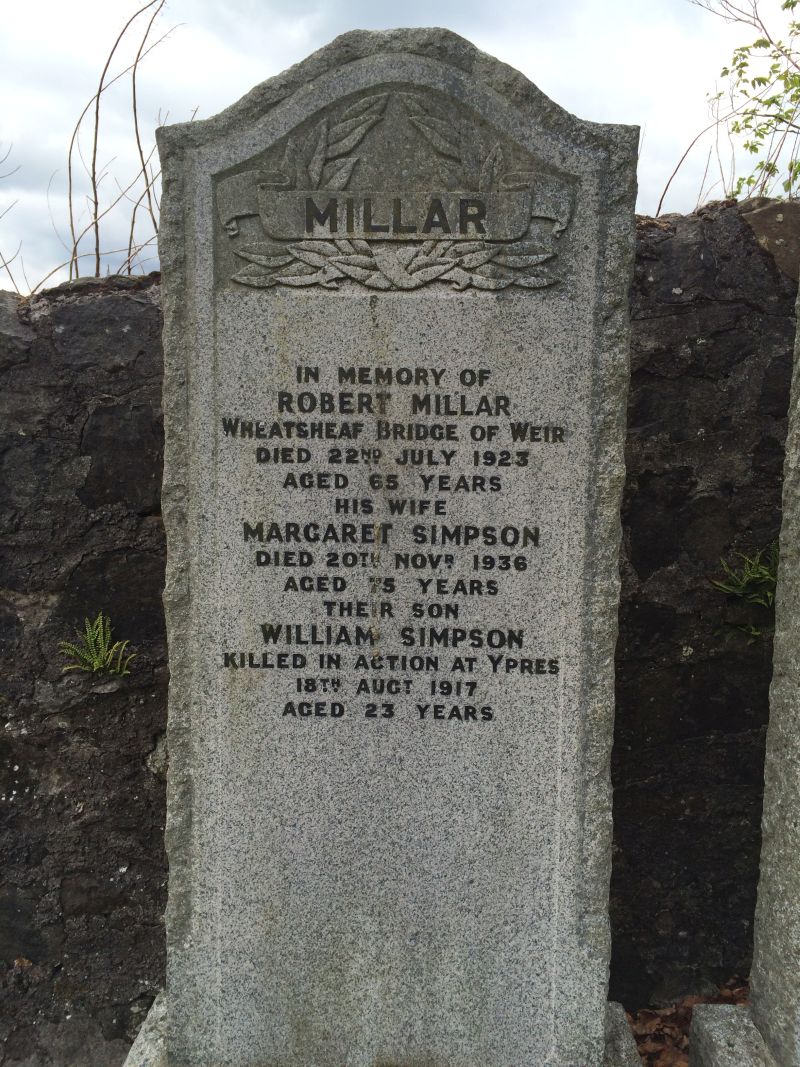 MILLAR
IN MEMORY OF
ROBERT MILLAR
WHEATSHEAF BRIDGE OF WEIR
DIED 22ND JULY 1923
AGED 65 YEARS
HIS WIFE
MARGARET SIMPSON
DIED 20TH NOVR 1936
AGED 75 YEARS
THEIR SON
WILLIAM SIMPSON
KILLED IN ACTION AT YPRES
18TH AUGT 1917
AGED 23 YEARS